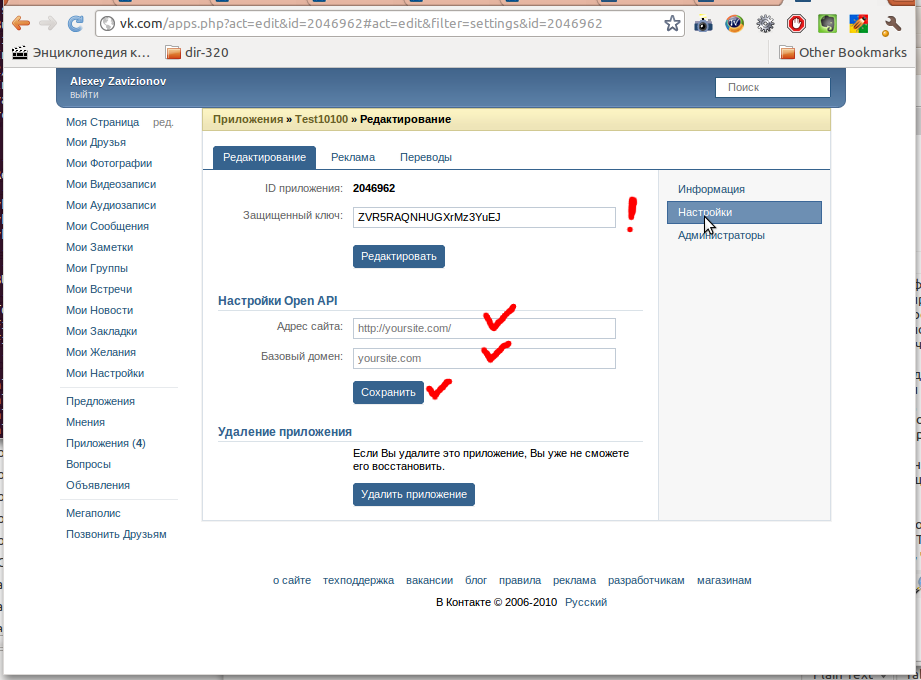 vk.com/apps.php?act=edit&id=2046962#act=edit&filter=settings&id=2046962
Энциклопедия к... dir-320 Other Bookmarks
Alexey Zavizionov
выйти
Поиск
Моя Страница ред.
Мои Друзья
Мои Фотографии
Мои Видеозаписи
Мои Аудиозаписи
Мои Сообщения
Мои Заметки
Мои Группы
Мои Встречи
Мои Новости
Мои Закладки
Мои Желания
Мои Настройки
Предложения
Мнения
Приложения (4)
Вопросы
Объявления
Мегаполис
Позвонить Друзьям
Приложения » Test10100 » Редактирование
Редактирование Реклама Переводы
ID приложения: 2046962
Защищенный ключ: ZVR5RAQNHUGXrMz3YuEJ
Редактировать
Настройки Open API
Адрес сайта: http://yoursite.com/
Базовый домен: yoursite.com
Сохранить
Удаление приложения
Если Вы удалите это приложение, Вы уже не сможете
его восстановить.
Удалить приложение
Информация
Настройки
Администраторы
о сайте техподдержка вакансии блог правила реклама разработчикам магазинам
В Контакте © 2006-2010 Русский